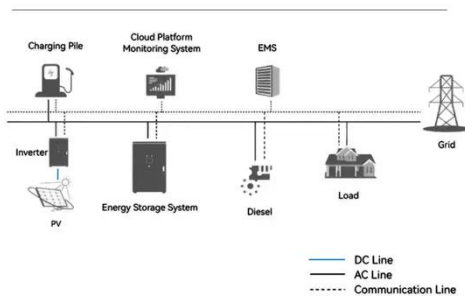 Charging Pile
Cloud Platform
Monitoring System
EMS
Grid
Inverter
PV
Energy Storage System
Diesel
Load
DC Line
AC Line
Communication Line